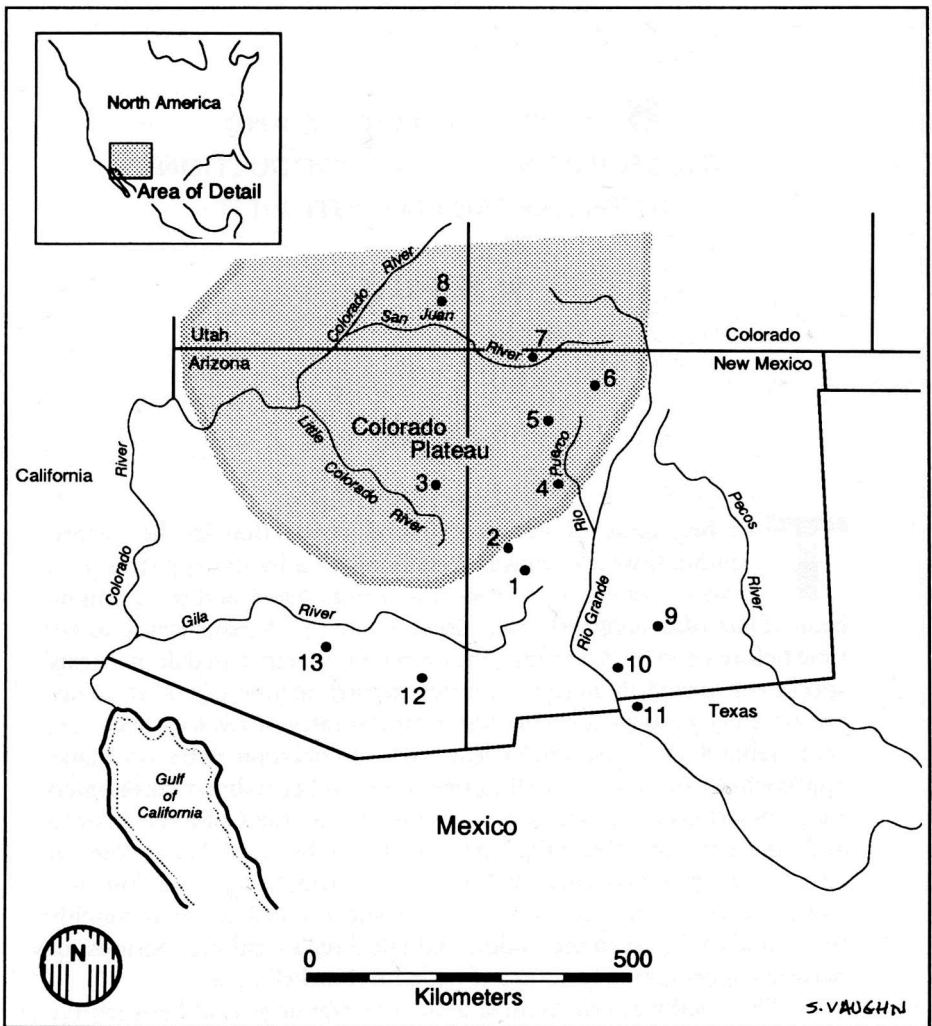 North America
Area of Detail
Colorado
River
8
San Juan
River
7
Utah
Arizona
Colorado
New Mexico
6
5
Colorado
Plateau
Little
Colorado
River
Rio
Puerco
4
3
California
Colorado
River
2
1
Pecos
River
Rio Grande
Gila
River
9
10
13
12
11
Texas
Gulf
of
California
Mexico
N
0 500
Kilometers
S. VAUGHN